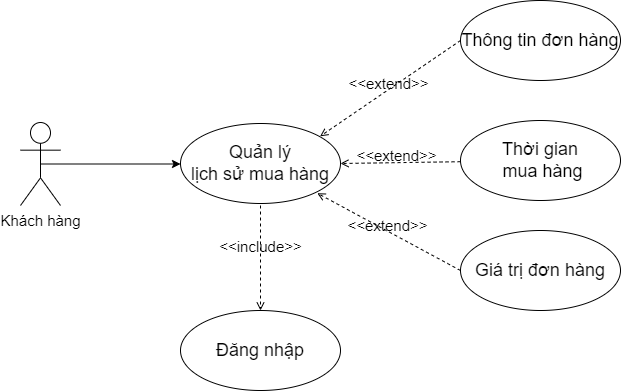 Thông tin đơn hàng
<<extend>>
Quản lý
lịch sử mua hàng
<<extend>>
Thời gian
mua hàng
Khách hàng
<<extend>>
<<include>>
Giá trị đơn hàng
Đăng nhập